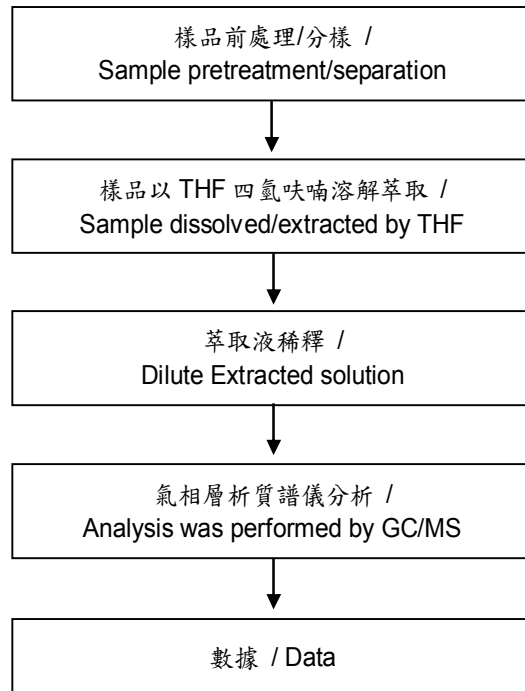 樣品前處理/分樣 /
Sample pretreatment/separation
樣品以 THF 四氫呋喃溶解萃取 /
Sample dissolved/extracted by THF
萃取液稀釋 /
Dilute Extracted solution
氣相層析質譜儀分析 /
Analysis was performed by GC/MS
數據 / Data